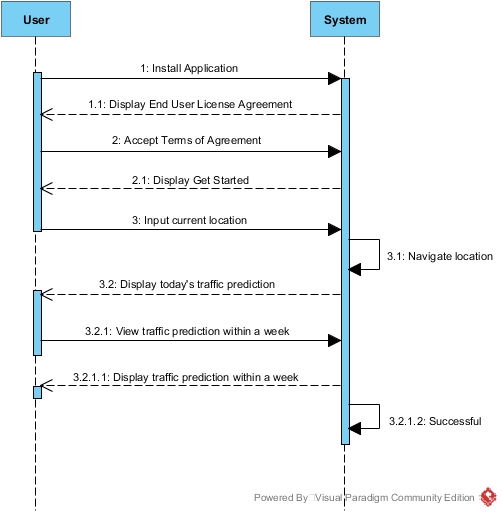 User
System
1: Install Application
1.1: Display End User License Agreement
2: Accept Terms of Agreement
2.1: Display Get Started
3: Input current location
3.1: Navigate location
3.2: Display today's traffic prediction
3.2.1: View traffic prediction within a week
3.2.1.1: Display traffic prediction within a week
3.2.1.2: Successful
Powered By Visual Paradigm Community Edition